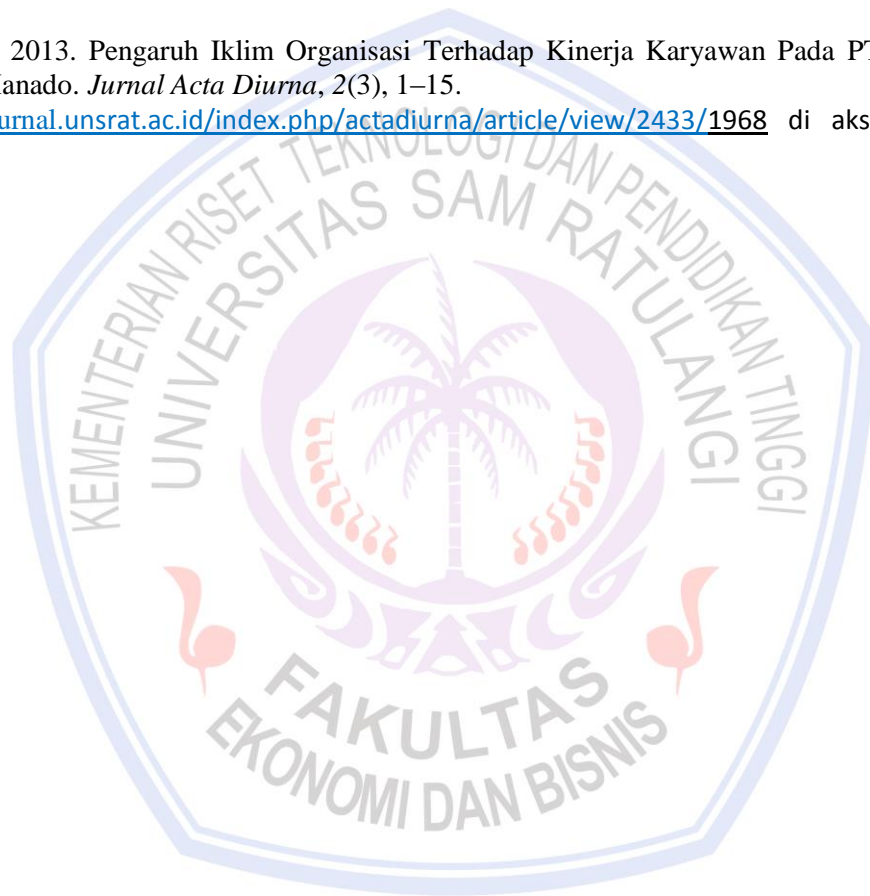 2013. Pengaruh Iklim Organisasi Terhadap Kinerja Karyawan Pada PT
anado. Jurnal Acta Diurna, 2(3), 1–15.
urnal.unsrat.ac.id/index.php/actadiurna/article/view/2433/1968 di aks
KEMENTERIAN RISET TEKNOLOGI DAN PENDIDIKAN TINGGI
UNIVERSITAS SAM RATULANGI
FAKULTAS
EKONOMI DAN BISNIS